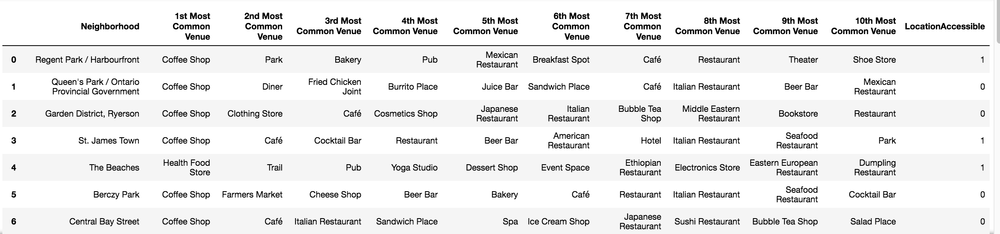 Neighborhood 1st Most Common Venue 2nd Most Common Venue 3rd Most Common Venue 4th Most Common Venue 5th Most Common Venue 6th Most Common Venue 7th Most Common Venue 8th Most Common Venue 9th Most Common Venue 10th Most Common Venue LocationAccessible
0 Regent Park / Harbourfront Coffee Shop Park Bakery Pub Mexican Restaurant Breakfast Spot Café Restaurant Theater Shoe Store 1
1 Queen's Park / Ontario Provincial Government Coffee Shop Diner Fried Chicken Joint Burrito Place Juice Bar Sandwich Place Café Italian Restaurant Beer Bar Mexican Restaurant 0
2 Garden District, Ryerson Coffee Shop Clothing Store Café Cosmetics Shop Japanese Restaurant Italian Restaurant Bubble Tea Shop Middle Eastern Restaurant Bookstore Restaurant 0
3 St. James Town Coffee Shop Café Cocktail Bar Restaurant Beer Bar American Restaurant Hotel Italian Restaurant Seafood Restaurant Park 1
4 The Beaches Health Food Store Trail Pub Yoga Studio Dessert Shop Event Space Ethiopian Restaurant Electronics Store Eastern European Restaurant Dumpling Restaurant 1
5 Berczy Park Coffee Shop Farmers Market Cheese Shop Beer Bar Bakery Café Restaurant Italian Restaurant Seafood Restaurant Cocktail Bar 0
6 Central Bay Street Coffee Shop Café Italian Restaurant Sandwich Place Spa Ice Cream Shop Japanese Restaurant Sushi Restaurant Bubble Tea Shop Salad Place 0